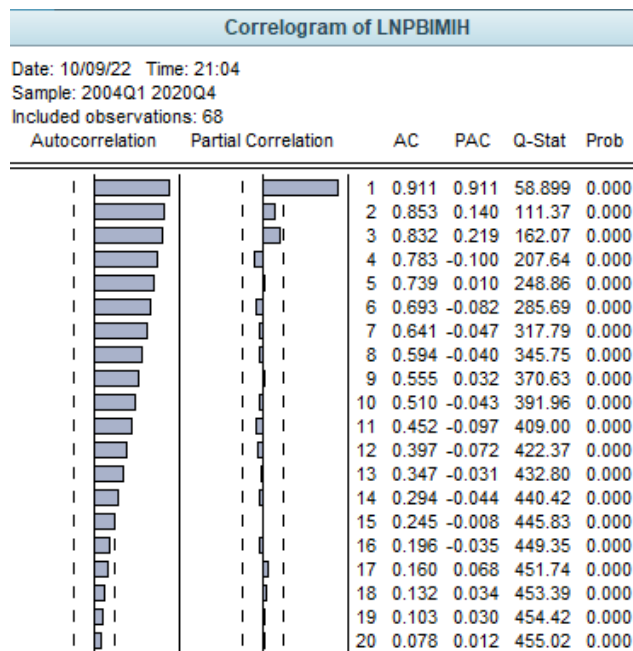 Correlogram of LNPBIMIH
Date: 10/09/22 Time: 21:04
Sample: 2004Q1 2020Q4
Included observations: 68
Autocorrelation Partial Correlation AC PAC Q-Stat Prob
1 0.911 0.911 58.899 0.000
2 0.853 0.140 111.37 0.000
3 0.832 0.219 162.07 0.000
4 0.783 -0.100 207.64 0.000
5 0.739 0.010 248.86 0.000
6 0.693 -0.082 285.69 0.000
7 0.641 -0.047 317.79 0.000
8 0.594 -0.040 345.75 0.000
9 0.555 0.032 370.63 0.000
10 0.510 -0.043 391.96 0.000
11 0.452 -0.097 409.00 0.000
12 0.397 -0.072 422.37 0.000
13 0.347 -0.031 432.80 0.000
14 0.294 -0.044 440.42 0.000
15 0.245 -0.008 445.83 0.000
16 0.196 -0.035 449.35 0.000
17 0.160 0.068 451.74 0.000
18 0.132 0.034 453.39 0.000
19 0.103 0.030 454.42 0.000
20 0.078 0.012 455.02 0.000